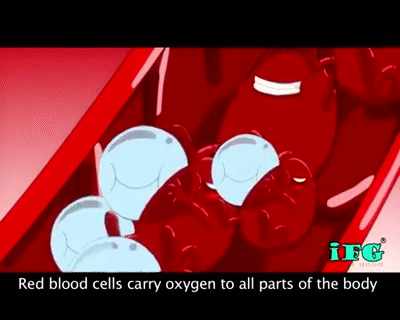 iFG®
Red blood cells carry oxygen to all parts of the body